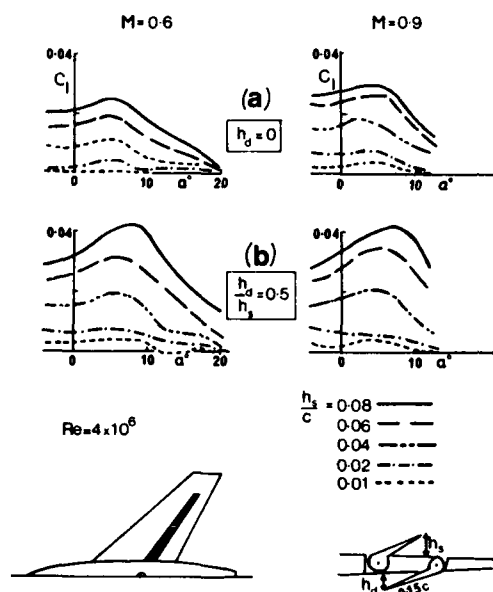 M=0.6
M=0.9
0.04
C_l
0.04
C_l
(a)
h_d = 0
0
10
α°
20
0
10
α°
0.04
0.04
(b)
h_d/h_s = 0.5
0
10
α°
20
0
10
α°
Re=4×10⁶
h_s/c = 0.08
0.06
0.04
0.02
0.01
h_s
h_d